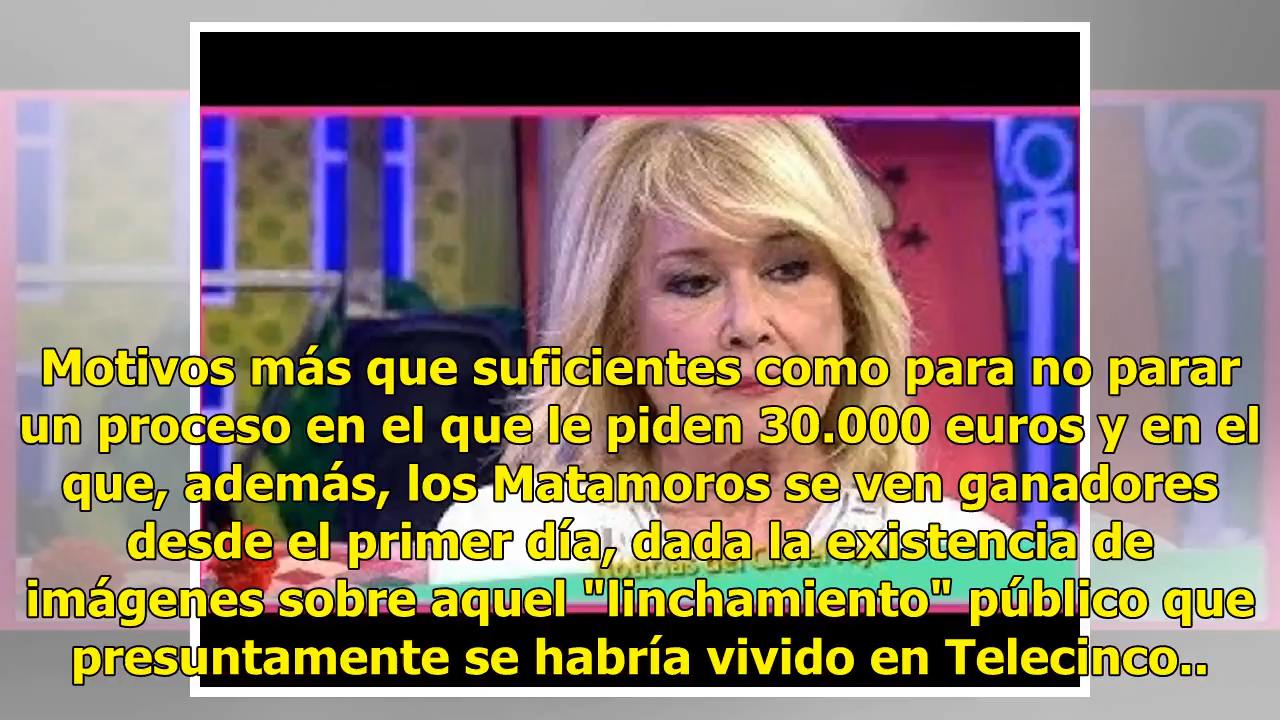 Motivos más que suficientes como para no parar
un proceso en el que le piden 30.000 euros y en el
que, además, los Matamoros se ven ganadores
desde el primer día, dada la existencia de
imágenes sobre aquel "linchamiento" público que
presuntamente se habría vivido en Telecinco..